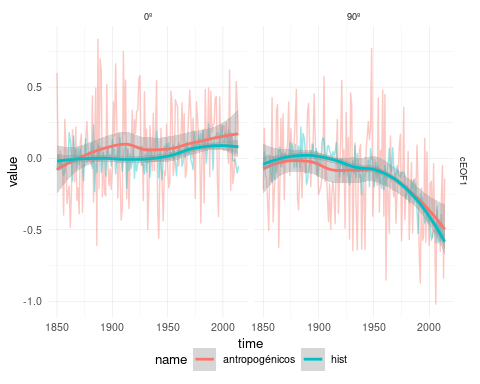 0º 90º
0.5
0.0
-0.5
-1.0
value
cEOF1
1850 1900 1950 2000 1850 1900 1950 2000
time
name antropogénicos hist